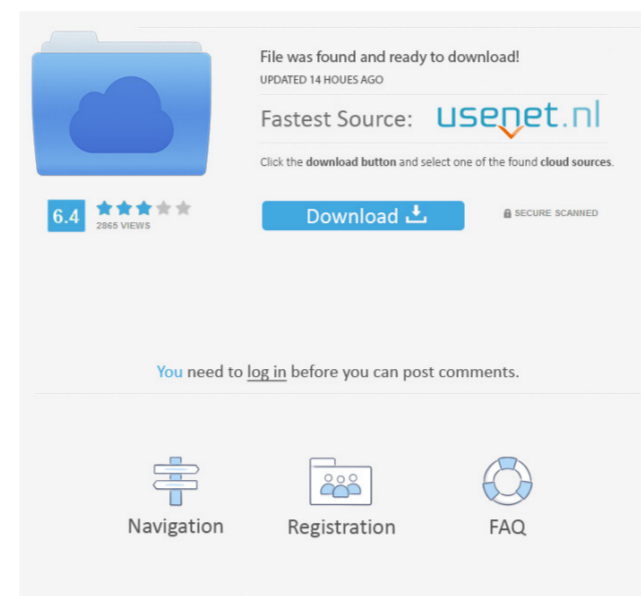 File was found and ready to download!
UPDATED 14 HOUES AGO
Fastest Source: usenet.nl
Click the download button and select one of the found cloud sources.
6.4
2865 VIEWS
Download
SECURE SCANNED
You need to log in before you can post comments.
Navigation
Registration
FAQ